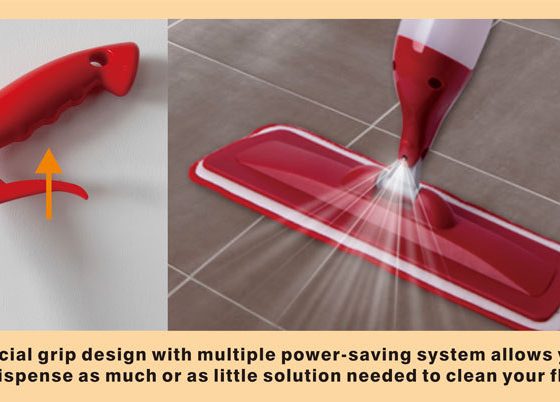 cial grip design with multiple power-saving system allows
ispense as much or as little solution needed to clean your